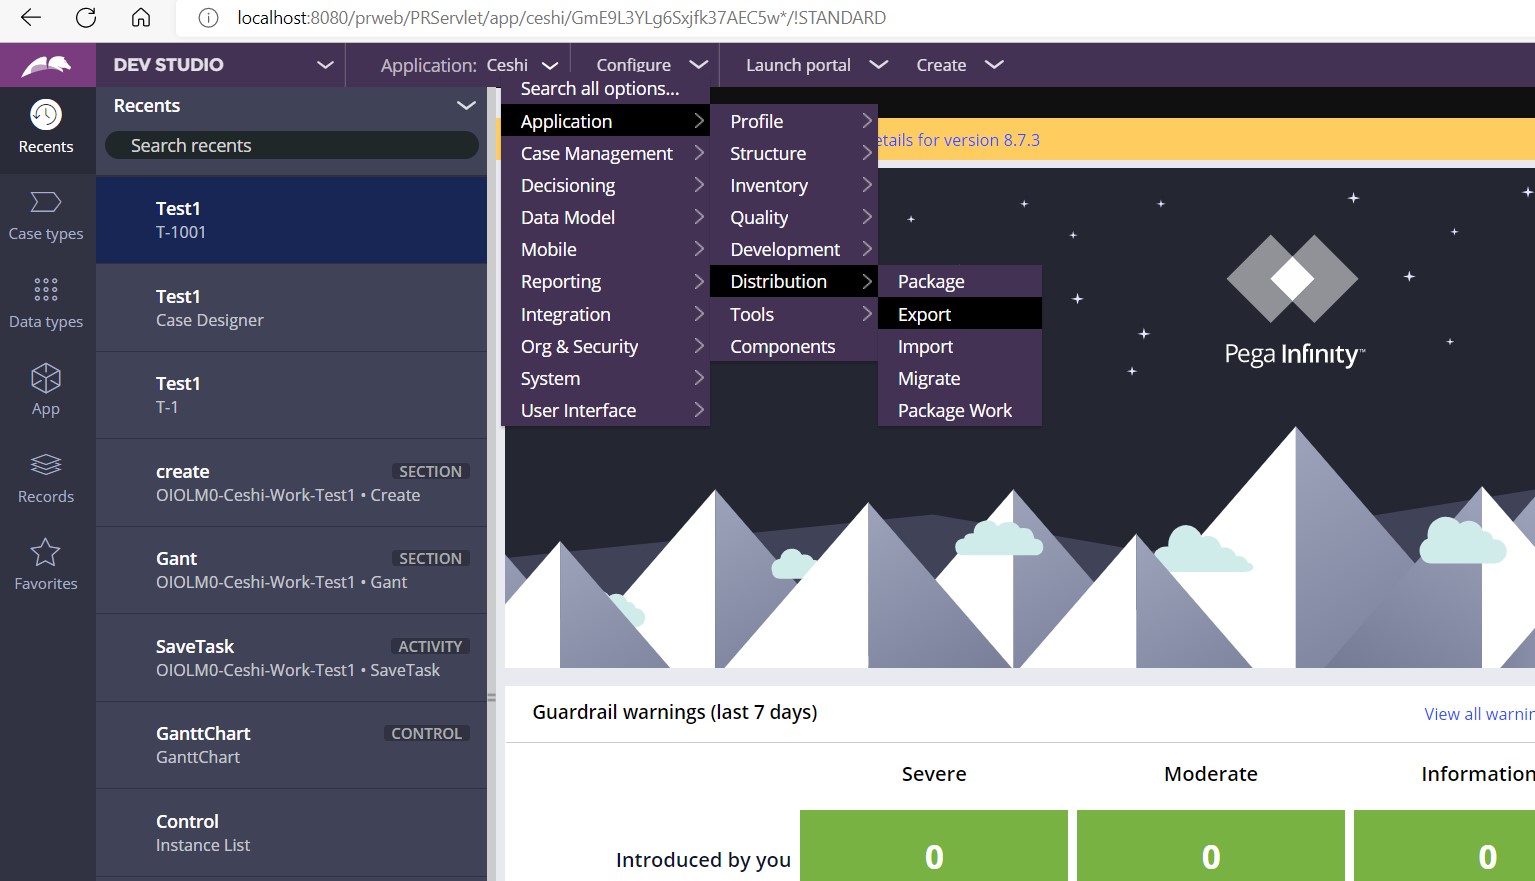 localhost:8080/prweb/PRServlet/app/ceshi/GmE9L3YLg6Sxjfk37AEC5w*/!STANDARD
DEV STUDIO
Application: Ceshi
Configure
Launch portal
Create
Recents
Search recents
Recents
Case types
Data types
App
Records
Favorites
Test1
T-1001
Test1
Case Designer
Test1
T-1
create SECTION
OIOLM0-Ceshi-Work-Test1 • Create
Gant SECTION
OIOLM0-Ceshi-Work-Test1 • Gant
SaveTask ACTIVITY
OIOLM0-Ceshi-Work-Test1 • SaveTask
GanttChart CONTROL
GanttChart
Control
Instance List
Search all options...
Application
Case Management
Decisioning
Data Model
Mobile
Reporting
Integration
Org & Security
System
User Interface
Profile
Structure
Inventory
Quality
Development
Distribution
Tools
Components
Package
Export
Import
Migrate
Package Work
etails for version 8.7.3
Pega Infinity™
Guardrail warnings (last 7 days)
View all warnin
Severe
Moderate
Information
Introduced by you
0
0
0